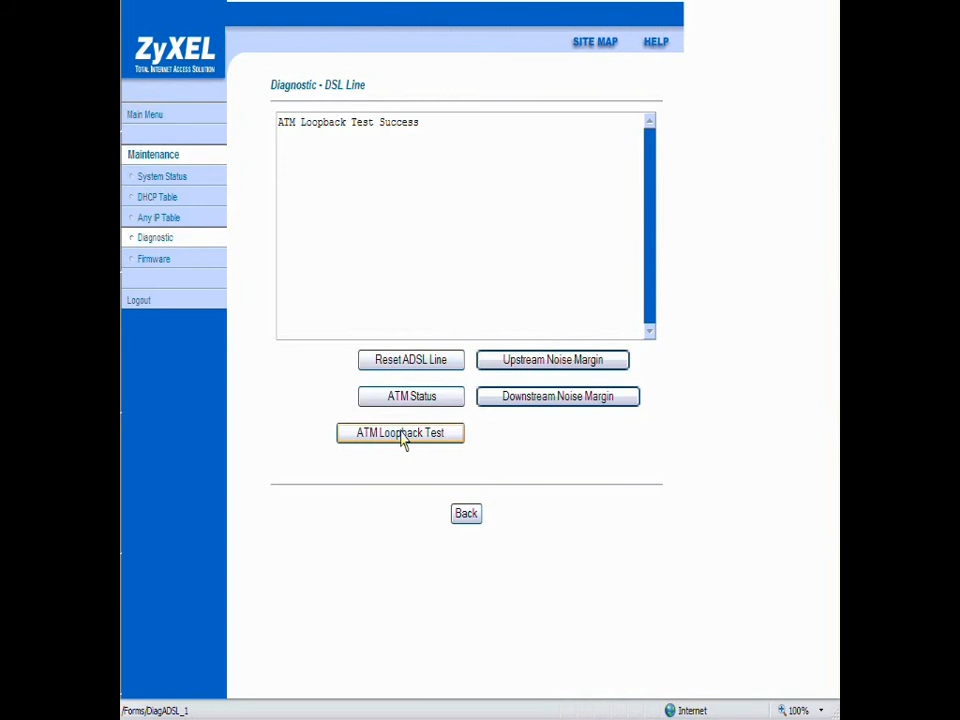 ZyXEL
TOTAL INTERNET ACCESS SOLUTION
SITE MAP
HELP
Main Menu
Maintenance
System Status
DHCP Table
Any IP Table
Diagnostic
Firmware
Logout
Diagnostic - DSL Line
ATM Loopback Test Success
Reset ADSL Line
Upstream Noise Margin
ATM Status
Downstream Noise Margin
ATM Loopback Test
Back
/Forms/DiagADSL_1
Internet
100%